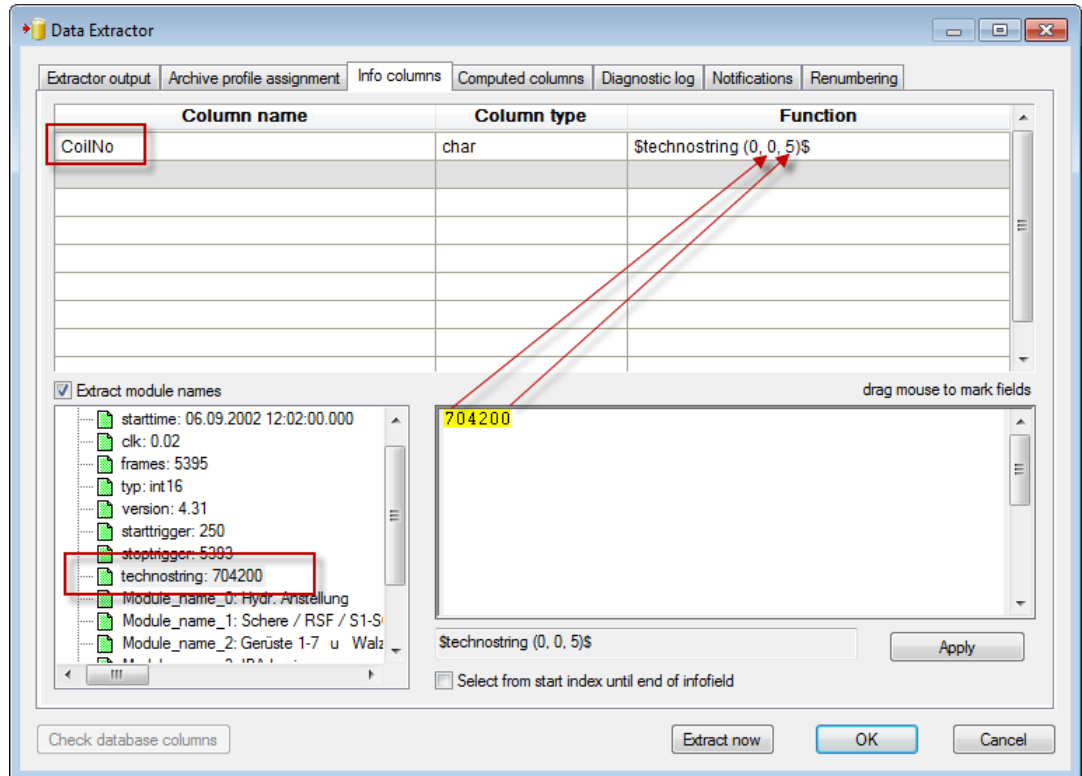 Data Extractor
Extractor output Archive profile assignment Info columns Computed columns Diagnostic log Notifications Renumbering
Column name Column type Function
CoilNo char $technostring (0, 0, 5)$
Extract module names drag mouse to mark fields
starttime: 06.09.2002 12:02:00.000
704200
clk: 0.02
frames: 5395
typ: int16
version: 4.31
starttrigger: 250
stoptrigger: 5393
technostring: 704200
Module_name_0: Hydr. Anstellung
Module_name_1: Schere / RSF / S1-S
Module_name_2: Gerüste 1-7 u Walz
$technostring (0, 0, 5)$ Apply
Select from start index until end of infofield
Check database columns Extract now OK Cancel